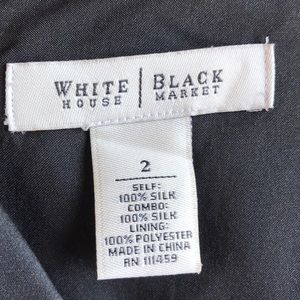 WHITE | BLACK
HOUSE | MARKET
2
SELF:
100% SILK
COMBO:
100% SILK
LINING:
100% POLYESTER
MADE IN CHINA
RN 111459